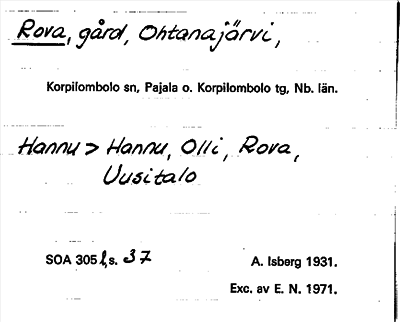 Rova, gård, Ohtanajärvi,
Korpilombolo sn, Pajala o. Korpilombolo tg, Nb. län.
Hannu > Hannu, Olli, Rova,
Uusitalo
SOA 305 l, s. 37
A. Isberg 1931.
Exc. av E. N. 1971.